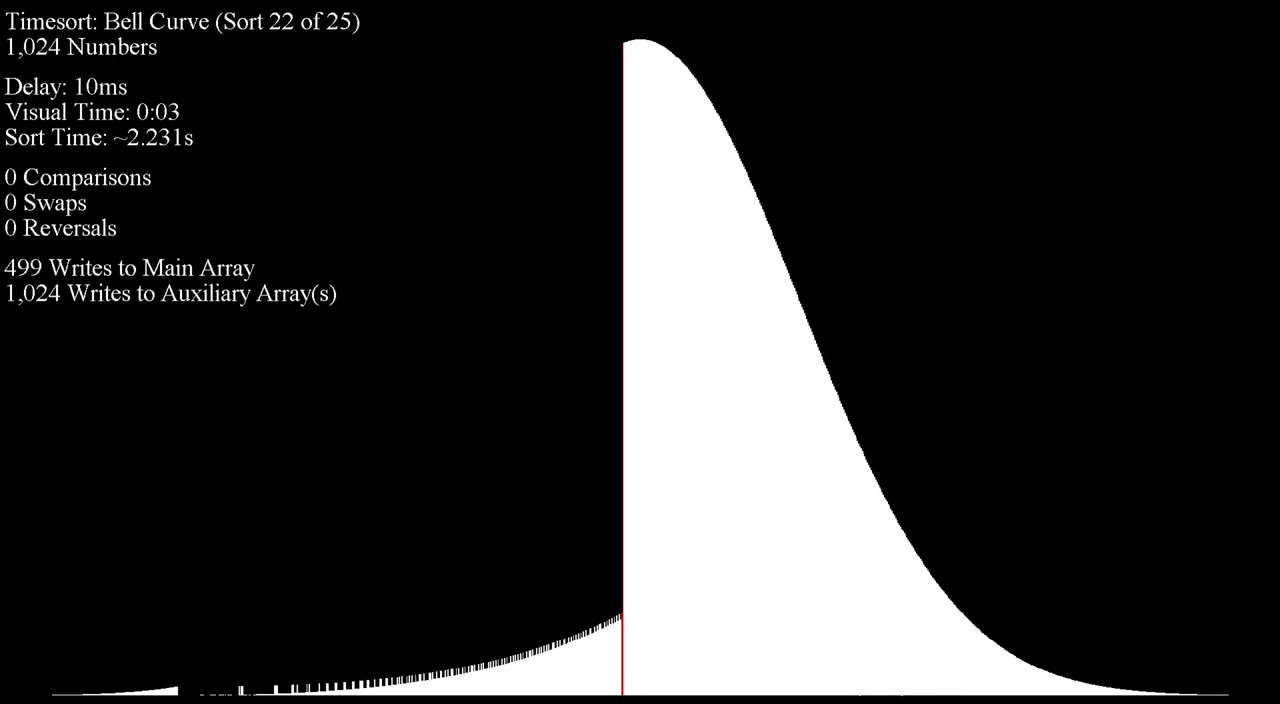 Timesort: Bell Curve (Sort 22 of 25)
1,024 Numbers
Delay: 10ms
Visual Time: 0:03
Sort Time: ~2.231s
0 Comparisons
0 Swaps
0 Reversals
499 Writes to Main Array
1,024 Writes to Auxiliary Array(s)